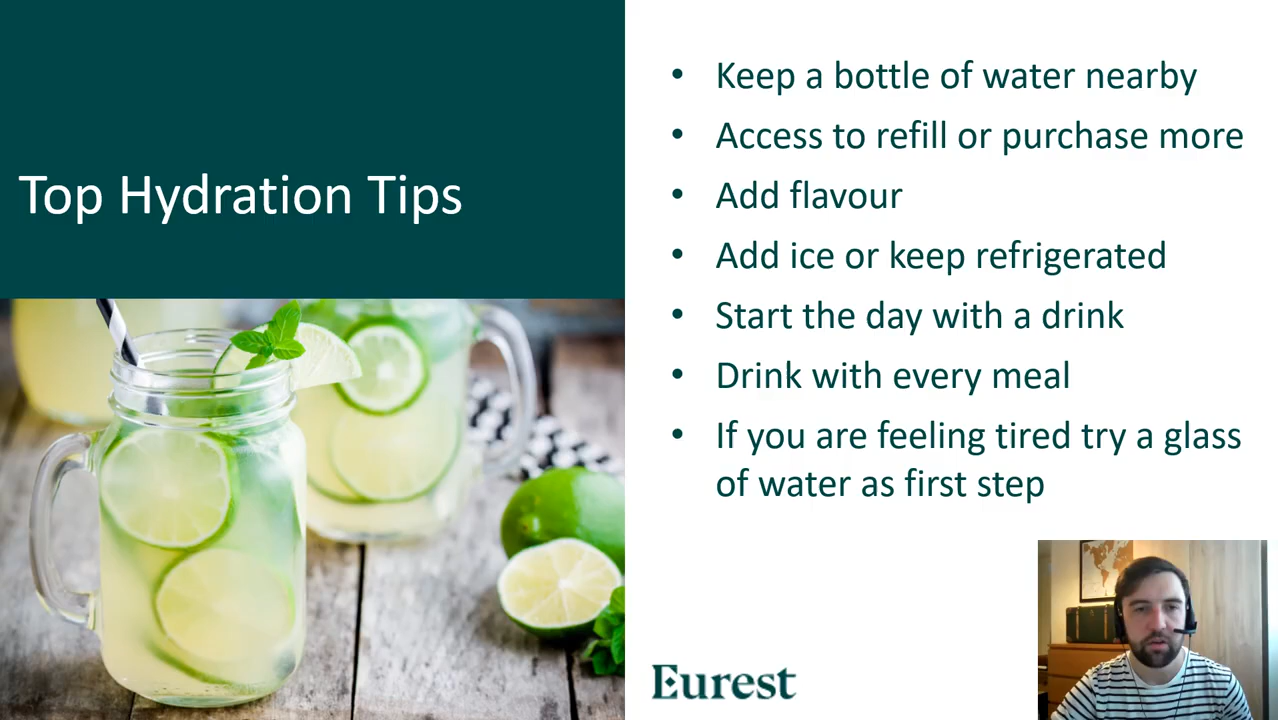 Top Hydration Tips
• Keep a bottle of water nearby
• Access to refill or purchase more
• Add flavour
• Add ice or keep refrigerated
• Start the day with a drink
• Drink with every meal
• If you are feeling tired try a glass
of water as first step
Eurest